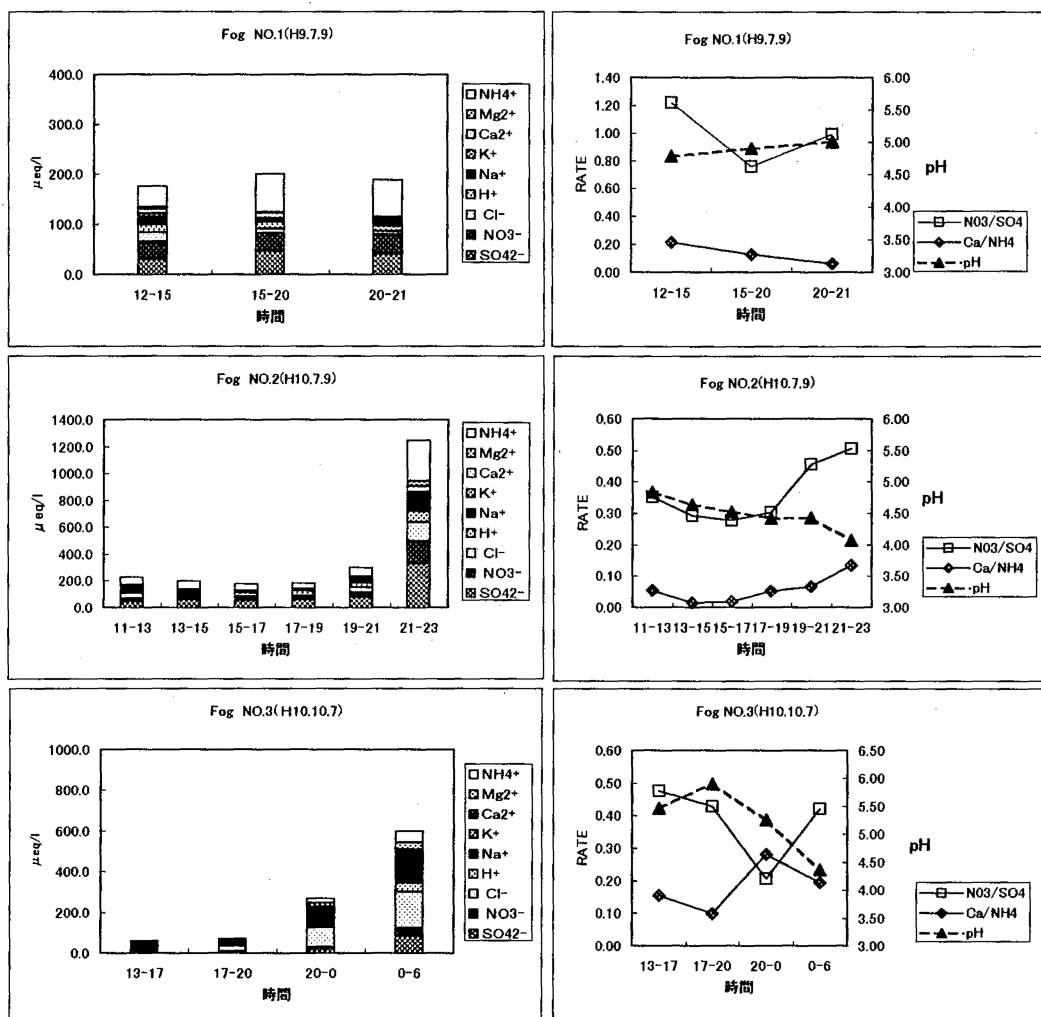 Fog NO.1(H9.7.9)
400.0
300.0
200.0
100.0
0.0
μeq/l
12-15
15-20
20-21
時間
NH4+
Mg2+
Ca2+
K+
Na+
H+
Cl-
NO3-
SO42-
Fog NO.1(H9.7.9)
1.40
1.20
1.00
0.80
0.60
0.40
0.20
0.00
RATE
6.00
5.50
5.00
4.50
4.00
3.50
3.00
pH
12-15
15-20
20-21
時間
N03/SO4
Ca/NH4
pH
Fog NO.2(H10.7.9)
1400.0
1200.0
1000.0
800.0
600.0
400.0
200.0
0.0
μeq/l
11-13
13-15
15-17
17-19
19-21
21-23
時間
NH4+
Mg2+
Ca2+
K+
Na+
H+
Cl-
NO3-
SO42-
Fog NO.2(H10.7.9)
0.60
0.50
0.40
0.30
0.20
0.10
0.00
RATE
6.00
5.50
5.00
4.50
4.00
3.50
3.00
pH
11-13
13-15
15-17
17-19
19-21
21-23
時間
N03/SO4
Ca/NH4
pH
Fog NO.3(H10.10.7)
1000.0
800.0
600.0
400.0
200.0
0.0
μeq/l
13-17
17-20
20-0
0-6
時間
NH4+
Mg2+
Ca2+
K+
Na+
H+
Cl-
NO3-
SO42-
Fog NO.3(H10.10.7)
0.60
0.50
0.40
0.30
0.20
0.10
0.00
RATE
6.50
6.00
5.50
5.00
4.50
4.00
3.50
3.00
pH
13-17
17-20
20-0
0-6
時間
N03/SO4
Ca/NH4
pH